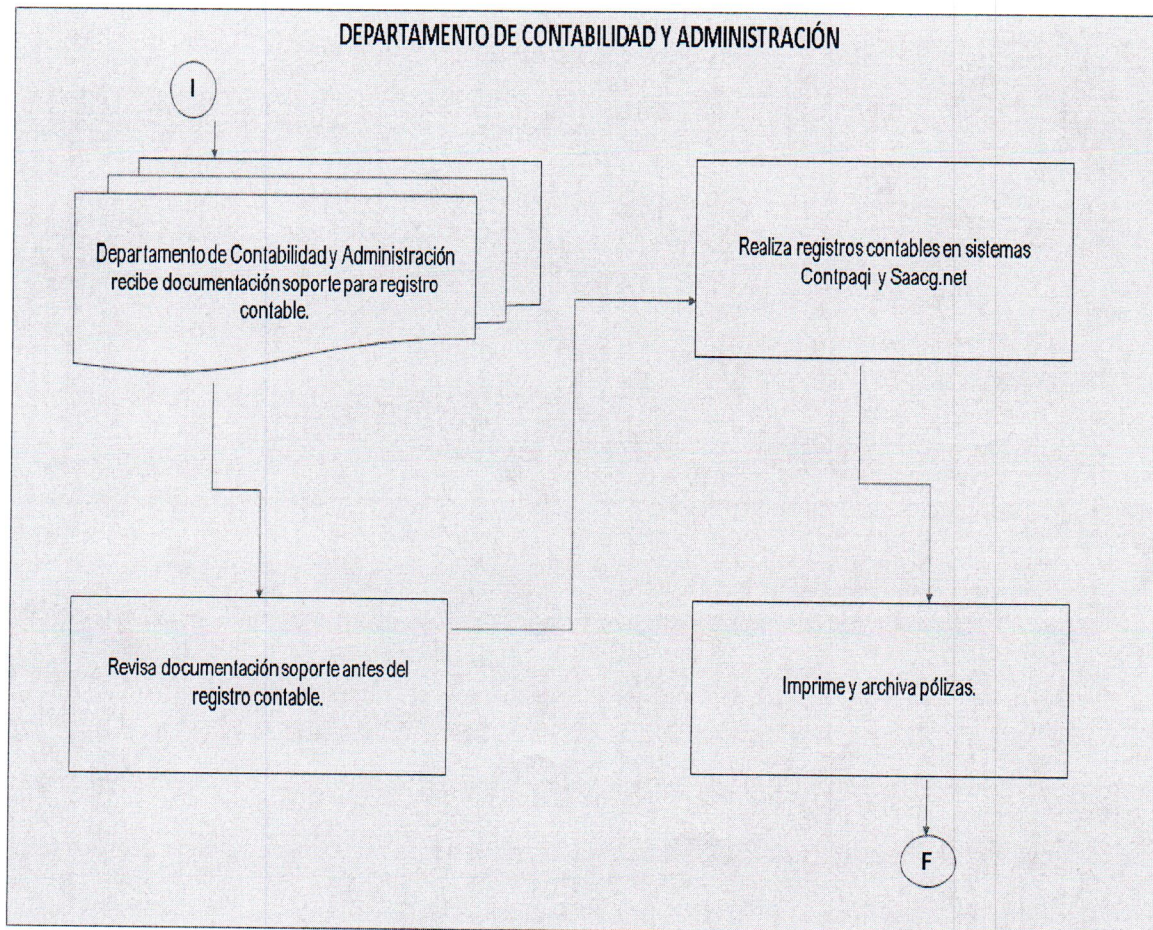 DEPARTAMENTO DE CONTABILIDAD Y ADMINISTRACIÓN
I
Departamento de Contabilidad y Administración
recibe documentación soporte para registro
contable.
Revisa documentación soporte antes del
registro contable.
Realiza registros contables en sistemas
Contpaqi y Saacg.net
Imprime y archiva pólizas.
F